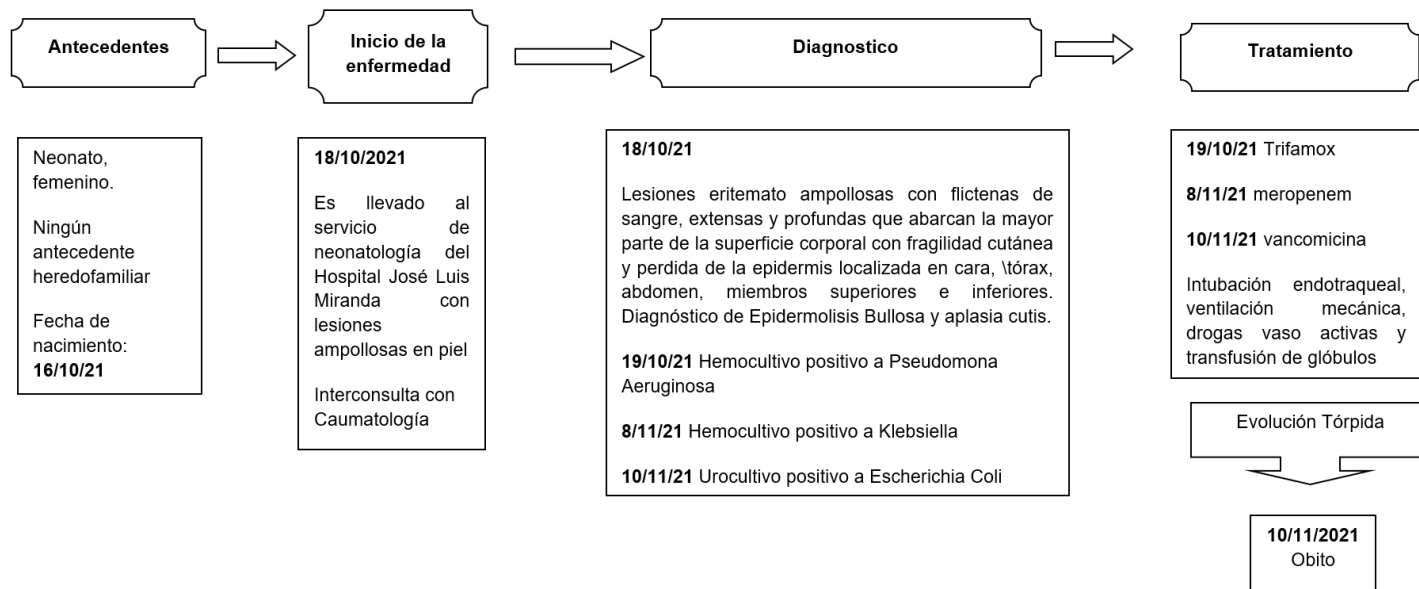 Antecedentes
Inicio de la
enfermedad
Diagnostico
Tratamiento
Neonato,
femenino.
Ningún
antecedente
heredofamiliar
Fecha de
nacimiento:
16/10/21
18/10/2021
Es llevado al
servicio de
neonatología del
Hospital José Luis
Miranda con
lesiones
ampollosas en piel
Interconsulta con
Caumatología
18/10/21
Lesiones eritemato ampollosas con flictenas de
sangre, extensas y profundas que abarcan la mayor
parte de la superficie corporal con fragilidad cutánea
y perdida de la epidermis localizada en cara, \tórax,
abdomen, miembros superiores e inferiores.
Diagnóstico de Epidermolisis Bullosa y aplasia cutis.
19/10/21 Hemocultivo positivo a Pseudomona
Aeruginosa
8/11/21 Hemocultivo positivo a Klebsiella
10/11/21 Urocultivo positivo a Escherichia Coli
19/10/21 Trifamox
8/11/21 meropenem
10/11/21 vancomicina
Intubación endotraqueal,
ventilación mecánica,
drogas vaso activas y
transfusión de glóbulos
Evolución Tórpida
10/11/2021
Obito